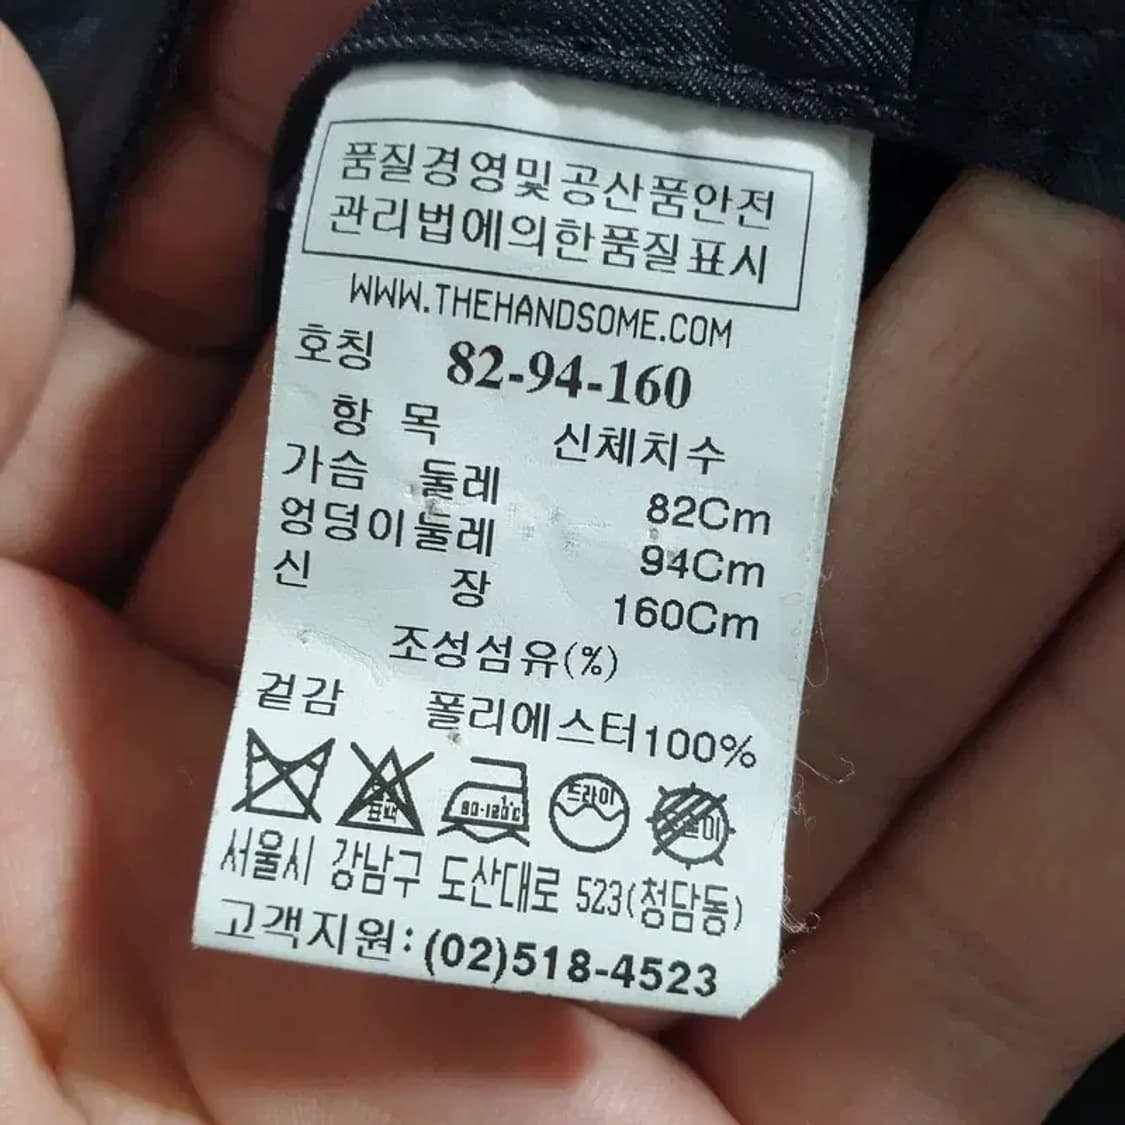 품질경영및공산품안전
관리법에의한품질표시
WWW.THEHANDSOME.COM
호칭 82-94-160
항 목 신체치수
가슴 둘레 82Cm
엉덩이둘레 94Cm
신 장 160Cm
조성섬유(%)
겉감 폴리에스터100%
표백 80-120℃ 드라이
서울시 강남구 도산대로 523(청담동)
고객지원:(02)518-4523